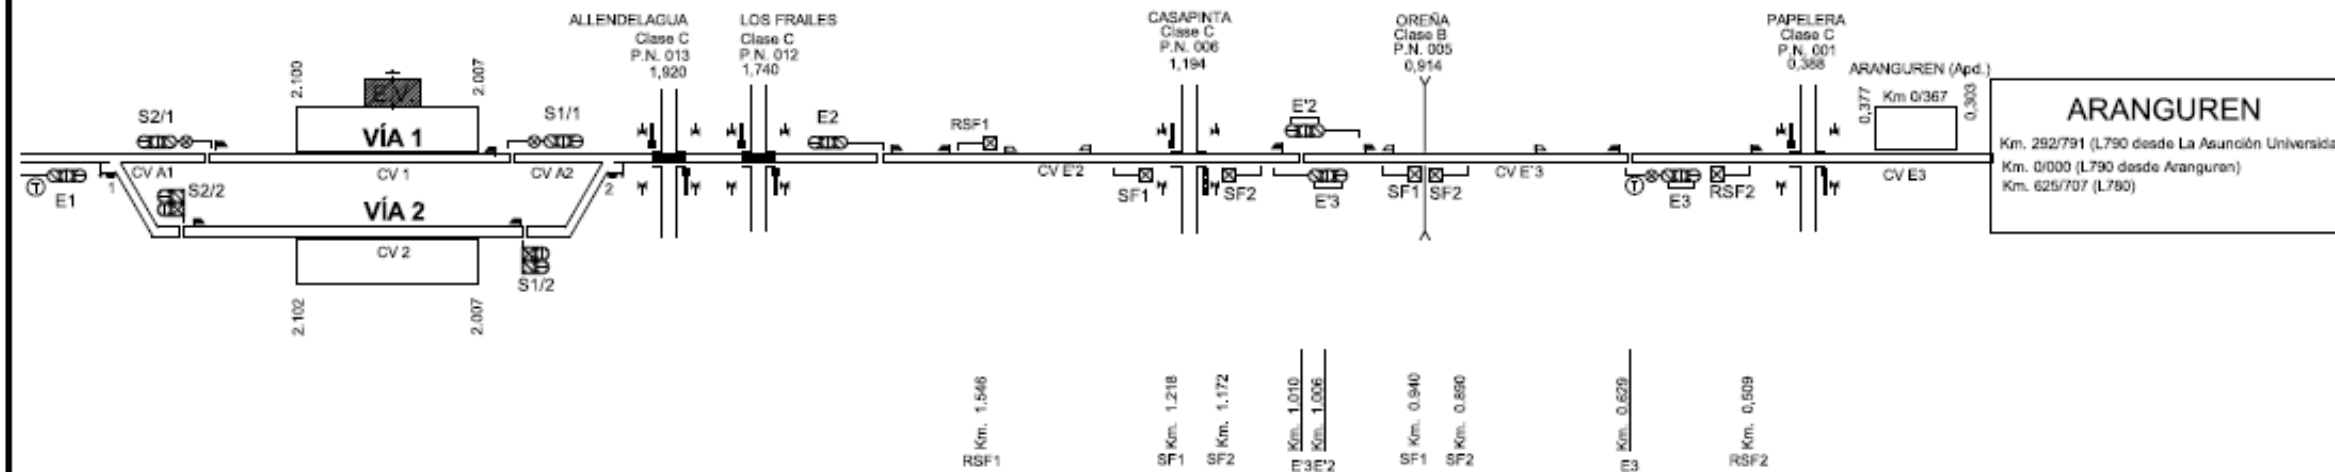 ALLENDELAGUA
Clase C
P.N. 013
1,920
LOS FRAILES
Clase C
P.N. 012
1,740
CASAPINTA
Clase C
P.N. 006
1,194
OREÑA
Clase B
P.N. 005
0,914
PAPELERA
Clase C
P.N. 001
0,388
ARANGUREN (Apd.)
Km 0/367
0,377
0,303
ARANGUREN
Km. 292/791 (L790 desde La Asunción Universida
Km. 0/000 (L790 desde Aranguren)
Km. 625/707 (L780)
2.100
2.007
E.V.
S2/1
VÍA 1
S1/1
E2
RSF1
E'2
CV A1
CV 1
CV A2
CV E'2
CV E'3
CV E3
T
E1
1
S2/2
2
VÍA 2
SF1
SF2
E'3
SF1
SF2
T
E3
RSF2
CV 2
S1/2
2.102
2.007
Km. 1.546
RSF1
Km. 1.218
SF1
Km. 1.172
SF2
Km. 1.010
E'3
Km. 1.006
E'2
Km. 0.940
SF1
Km. 0.890
SF2
Km. 0.629
E3
Km. 0,509
RSF2